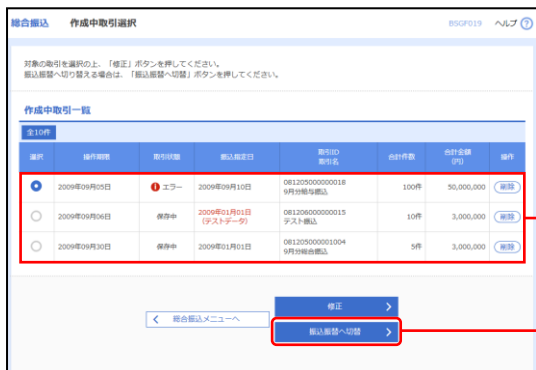 総合振込 作成中取引選択 BSGF019 ヘルプ ?
対象の取引を選択の上、「修正」ボタンを押してください。
振込振替へ切り替える場合は、「振込振替へ切替」ボタンを押してください。
作成中取引一覧
全10件
選択 操作期限 取引状態 振込指定日 取引ID 取引名 合計件数 合計金額 (円) 操作
2009年09月05日 エラー 2009年09月10日 081205000000018 9月分給与振込 100件 50,000,000 削除
2009年09月06日 保存中 2009年01月01日 (テストデータ) 081206000000015 テスト振込 10件 3,000,000 削除
2009年09月30日 保存中 2009年01月01日 081205000001004 9月分総合振込 5件 3,000,000 削除
修正
総合振込メニューへ
振込振替へ切替